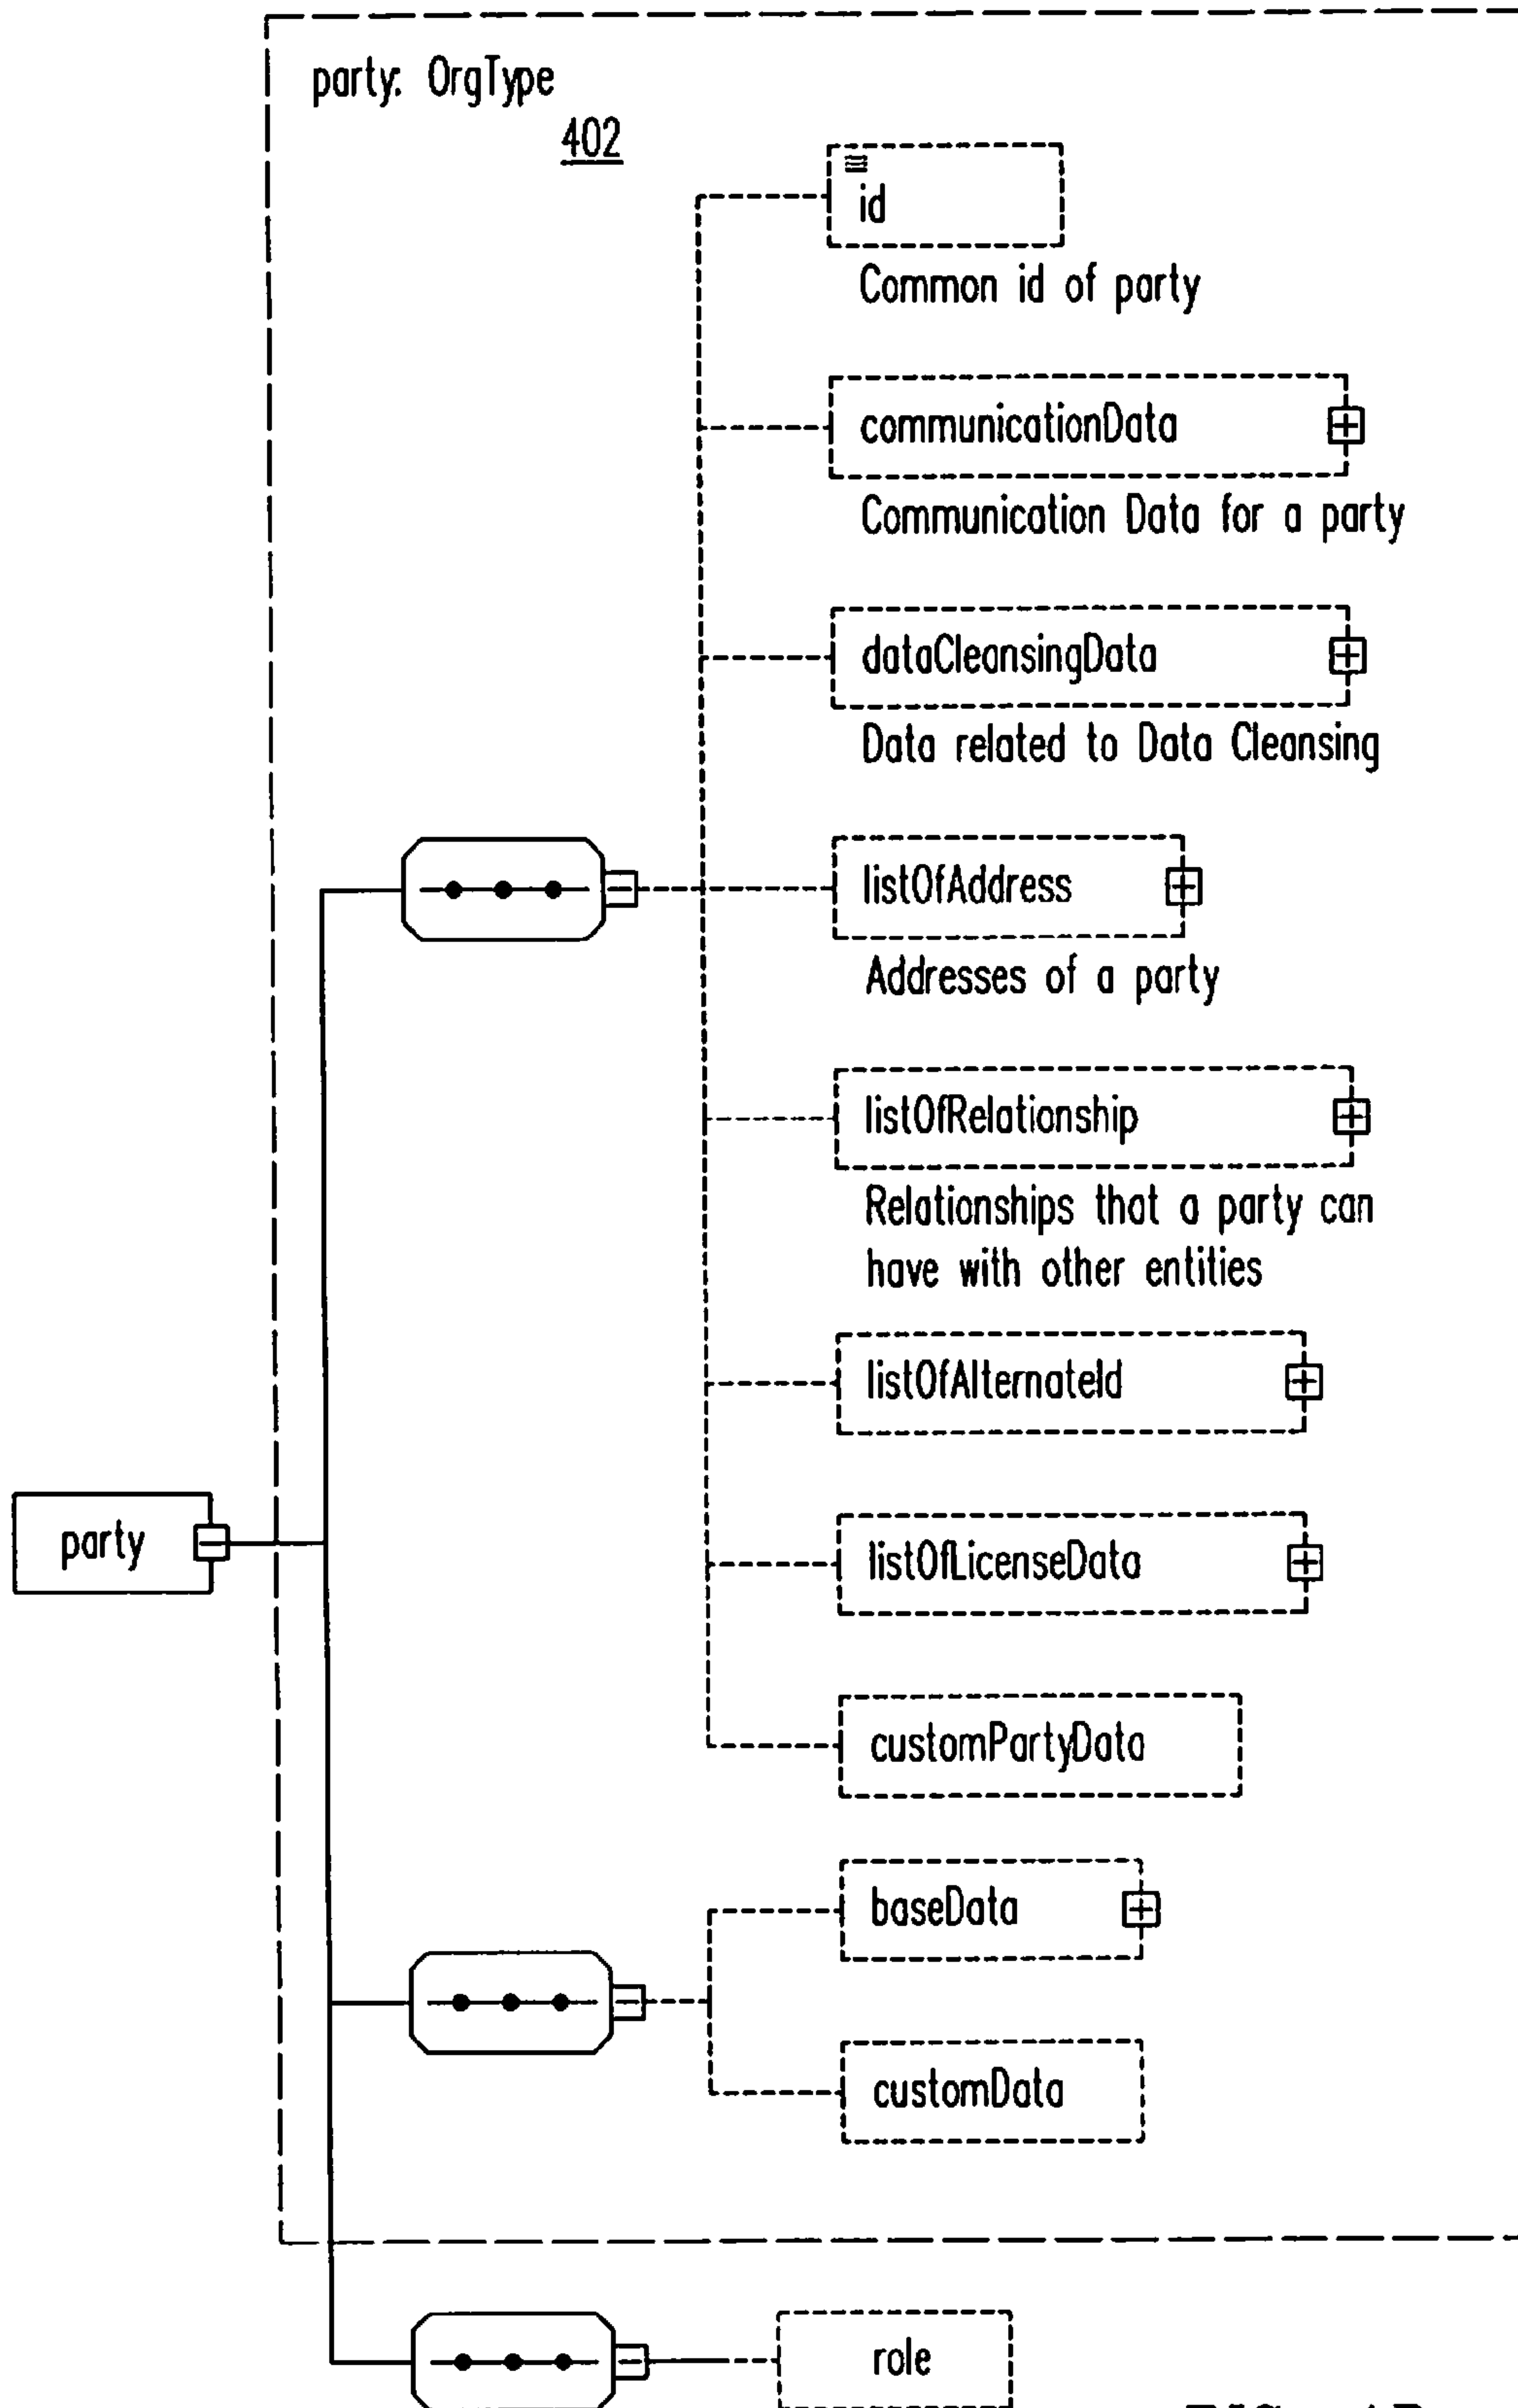 party: OrgType
402
id
Common id of party
communicationData
Communication Data for a party
dataCleansingData
Data related to Data Cleansing
listOfAddress
Addresses of a party
listOfRelationship
Relationships that a party can
have with other entities
listOfAlternateId
listOfLicenseData
party
customPartyData
baseData
customData
role